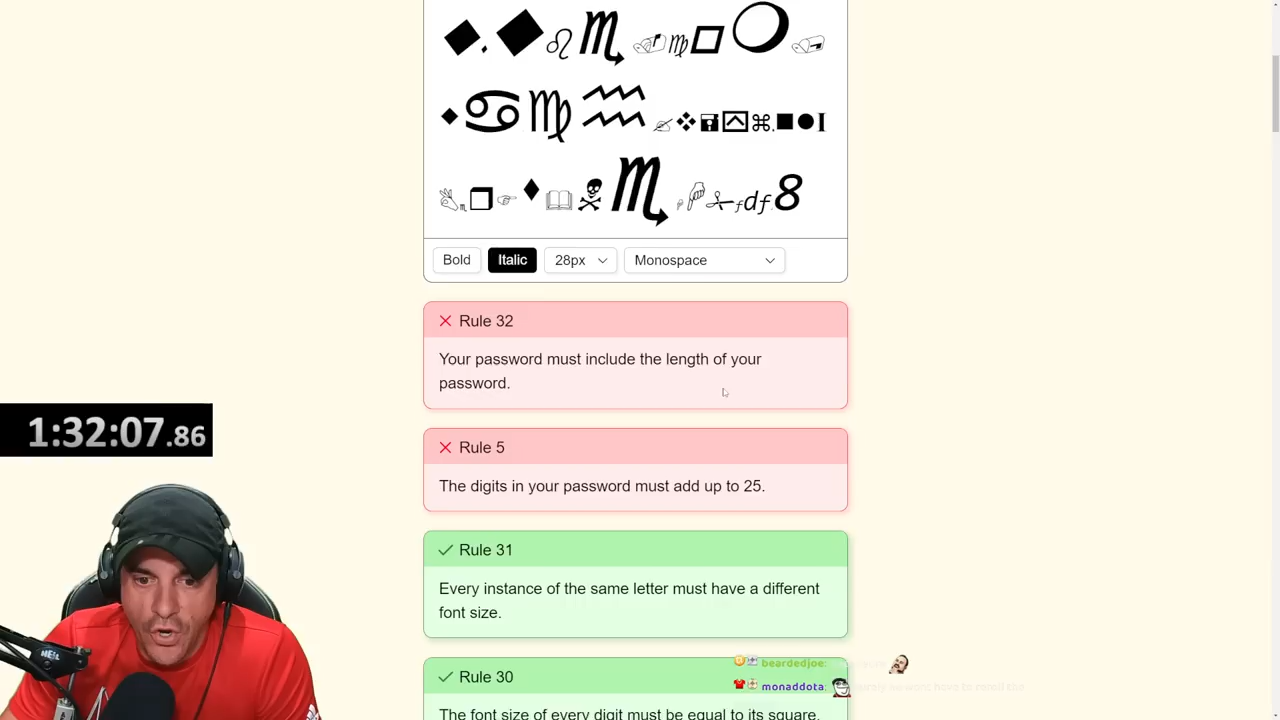 df8
Bold
Italic
28px
Monospace
Rule 32
Your password must include the length of your
password.
Rule 5
The digits in your password must add up to 25.
Rule 31
Every instance of the same letter must have a different
font size.
Rule 30
The font size of every digit must be equal to its square.
1:32:07.86
beardedjoe:
monaddota: